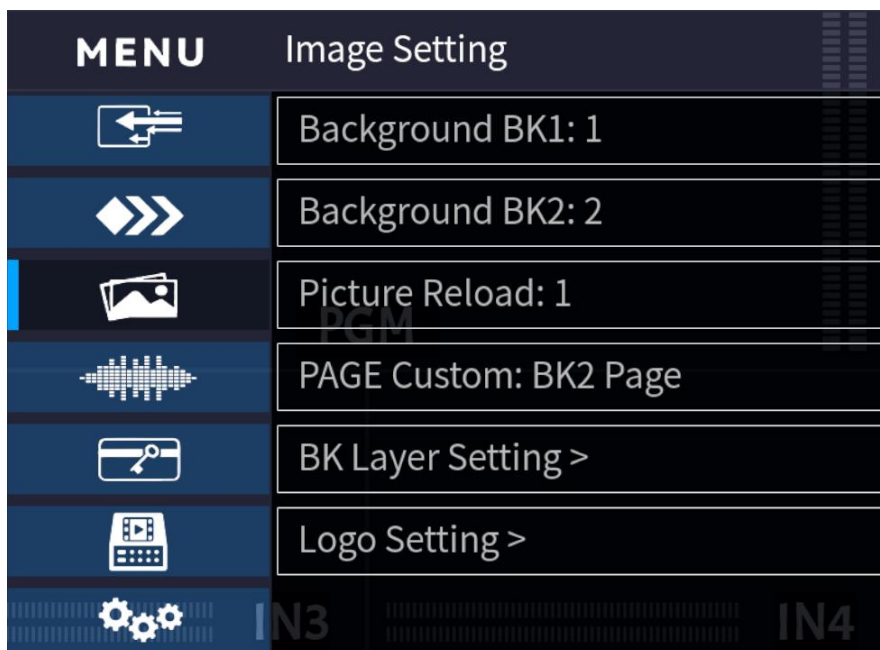 MENU
Image Setting
Background BK1: 1
Background BK2: 2
Picture Reload: 1
PGM
PAGE Custom: BK2 Page
BK Layer Setting >
Logo Setting >
IN3
IN4